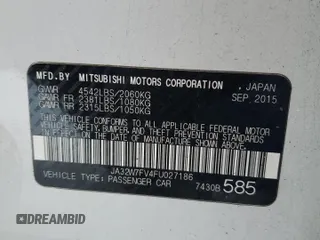 MFD.BY MITSUBISHI MOTORS CORPORATION , JAPAN
GVWR 4542LBS/2060KG SEP.2015
GAWR FR 2381LBS/1080KG
GAWR RR 2315LBS/1050KG
THIS VEHICLE CONFORMS TO ALL APPLICABLE FEDERAL MOTOR VEHICLE
SAFETY, BUMPER, AND THEFT PREVENTION STANDARDS
IN EFFECT ON THE DATE OF MANUFACTURE SHOWN ABOVE.
JA32W7FV4FU027186
TYPE: PASSENGER CAR 7430B 585
AUTOBIDMASTER